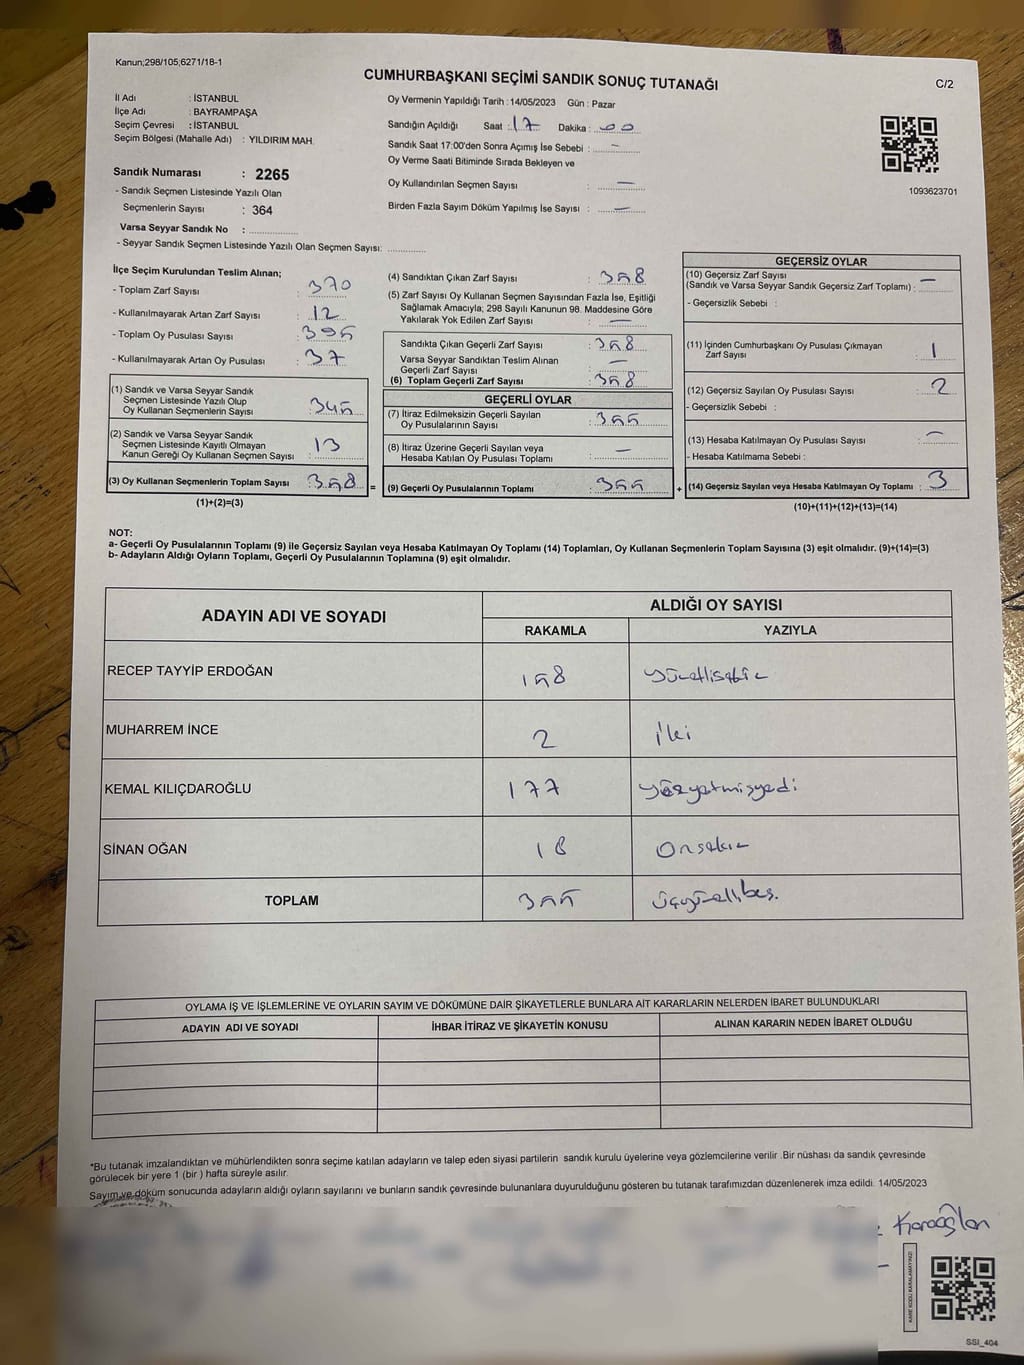 Kanun;298/105;6271/18-1
CUMHURBAŞKANI SEÇİMİ SANDIK SONUÇ TUTANAĞI
C/2
İl Adı : İSTANBUL
İlçe Adı : BAYRAMPAŞA
Seçim Çevresi : İSTANBUL
Seçim Bölgesi (Mahalle Adı) : YILDIRIM MAH.
Sandık Numarası : 2265
- Sandık Seçmen Listesinde Yazılı Olan
Seçmenlerin Sayısı : 364
Varsa Seyyar Sandık No :
- Seyyar Sandık Seçmen Listesinde Yazılı Olan Seçmen Sayısı:
Oy Vermenin Yapıldığı Tarih : 14/05/2023 Gün : Pazar
Sandığın Açıldığı Saat : 17 Dakika : 00
Sandık Saat 17:00'den Sonra Açımış İse Sebebi : -
Oy Verme Saati Bitiminde Sırada Bekleyen ve
Oy Kullandırılan Seçmen Sayısı : -
Birden Fazla Sayım Döküm Yapılmış İse Sayısı : -
1093623701
İlçe Seçim Kurulundan Teslim Alınan;
- Toplam Zarf Sayısı : 370
- Kullanılmayarak Artan Zarf Sayısı : 12
- Toplam Oy Pusulası Sayısı : 395
- Kullanılmayarak Artan Oy Pusulası : 37
(1) Sandık ve Varsa Seyyar Sandık
Seçmen Listesinde Yazılı Olup
Oy Kullanan Seçmenlerin Sayısı : 345
(2) Sandık ve Varsa Seyyar Sandık
Seçmen Listesinde Kayıtlı Olmayan
Kanun Gereği Oy Kullanan Seçmen Sayısı : 13
(3) Oy Kullanan Seçmenlerin Toplam Sayısı : 358
(1)+(2)=(3)
=
(4) Sandıktan Çıkan Zarf Sayısı : 358
(5) Zarf Sayısı Oy Kullanan Seçmen Sayısından Fazla İse, Eşitliği
Sağlamak Amacıyla; 298 Sayılı Kanunun 98. Maddesine Göre
Yakılarak Yok Edilen Zarf Sayısı : -
Sandıkta Çıkan Geçerli Zarf Sayısı : 358
Varsa Seyyar Sandıktan Teslim Alınan
Geçerli Zarf Sayısı : -
(6) Toplam Geçerli Zarf Sayısı : 358
GEÇERLİ OYLAR
(7) İtiraz Edilmeksizin Geçerli Sayılan
Oy Pusulalarının Sayısı : 355
(8) İtiraz Üzerine Geçerli Sayılan veya
Hesaba Katılan Oy Pusulası Toplamı : -
(9) Geçerli Oy Pusulalarının Toplamı : 355
+
GEÇERSİZ OYLAR
(10) Geçersiz Zarf Sayısı
(Sandık ve Varsa Seyyar Sandık Geçersiz Zarf Toplamı) : -
- Geçersizlik Sebebi :
(11) İçinden Cumhurbaşkanı Oy Pusulası Çıkmayan
Zarf Sayısı : 1
(12) Geçersiz Sayılan Oy Pusulası Sayısı : 2
- Geçersizlik Sebebi :
(13) Hesaba Katılmayan Oy Pusulası Sayısı : -
- Hesaba Katılmama Sebebi :
(14) Geçersiz Sayılan veya Hesaba Katılmayan Oy Toplamı : 3
(10)+(11)+(12)+(13)=(14)
NOT:
a- Geçerli Oy Pusulalarının Toplamı (9) ile Geçersiz Sayılan veya Hesaba Katılmayan Oy Toplamı (14) Toplamları, Oy Kullanan Seçmenlerin Toplam Sayısına (3) eşit olmalıdır. (9)+(14)=(3)
b- Adayların Aldığı Oyların Toplamı, Geçerli Oy Pusulalarının Toplamına (9) eşit olmalıdır.
ADAYIN ADI VE SOYADI ALDIĞI OY SAYISI
RAKAMLA YAZIYLA
RECEP TAYYİP ERDOĞAN 158 yüzellisekiz
MUHARREM İNCE 2 iki
KEMAL KILIÇDAROĞLU 177 yüzyetmişyedi
SİNAN OĞAN 18 Onsekiz
TOPLAM 355 üçyüzellibeş.
OYLAMA İŞ VE İŞLEMLERİNE VE OYLARIN SAYIM VE DÖKÜMÜNE DAİR ŞİKAYETLERLE BUNLARA AİT KARARLARIN NELERDEN İBARET BULUNDUKLARI
ADAYIN ADI VE SOYADI İHBAR İTİRAZ VE ŞİKAYETİN KONUSU ALINAN KARARIN NEDEN İBARET OLDUĞU
*Bu tutanak imzalandıktan ve mühürlendikten sonra seçime katılan adayların ve talep eden siyasi partilerin sandık kurulu üyelerine veya gözlemcilerine verilir .Bir nüshası da sandık çevresinde
görülecek bir yere 1 (bir ) hafta süreyle asılır.
Sayım ve döküm sonucunda adayların aldığı oyların sayılarını ve bunların sandık çevresinde bulunanlara duyurulduğunu gösteren bu tutanak tarafımızdan düzenlenerek imza edildi. 14/05/2023
Karaoğlan
KARE KODU KARALAMAYINIZ!
SSI_404